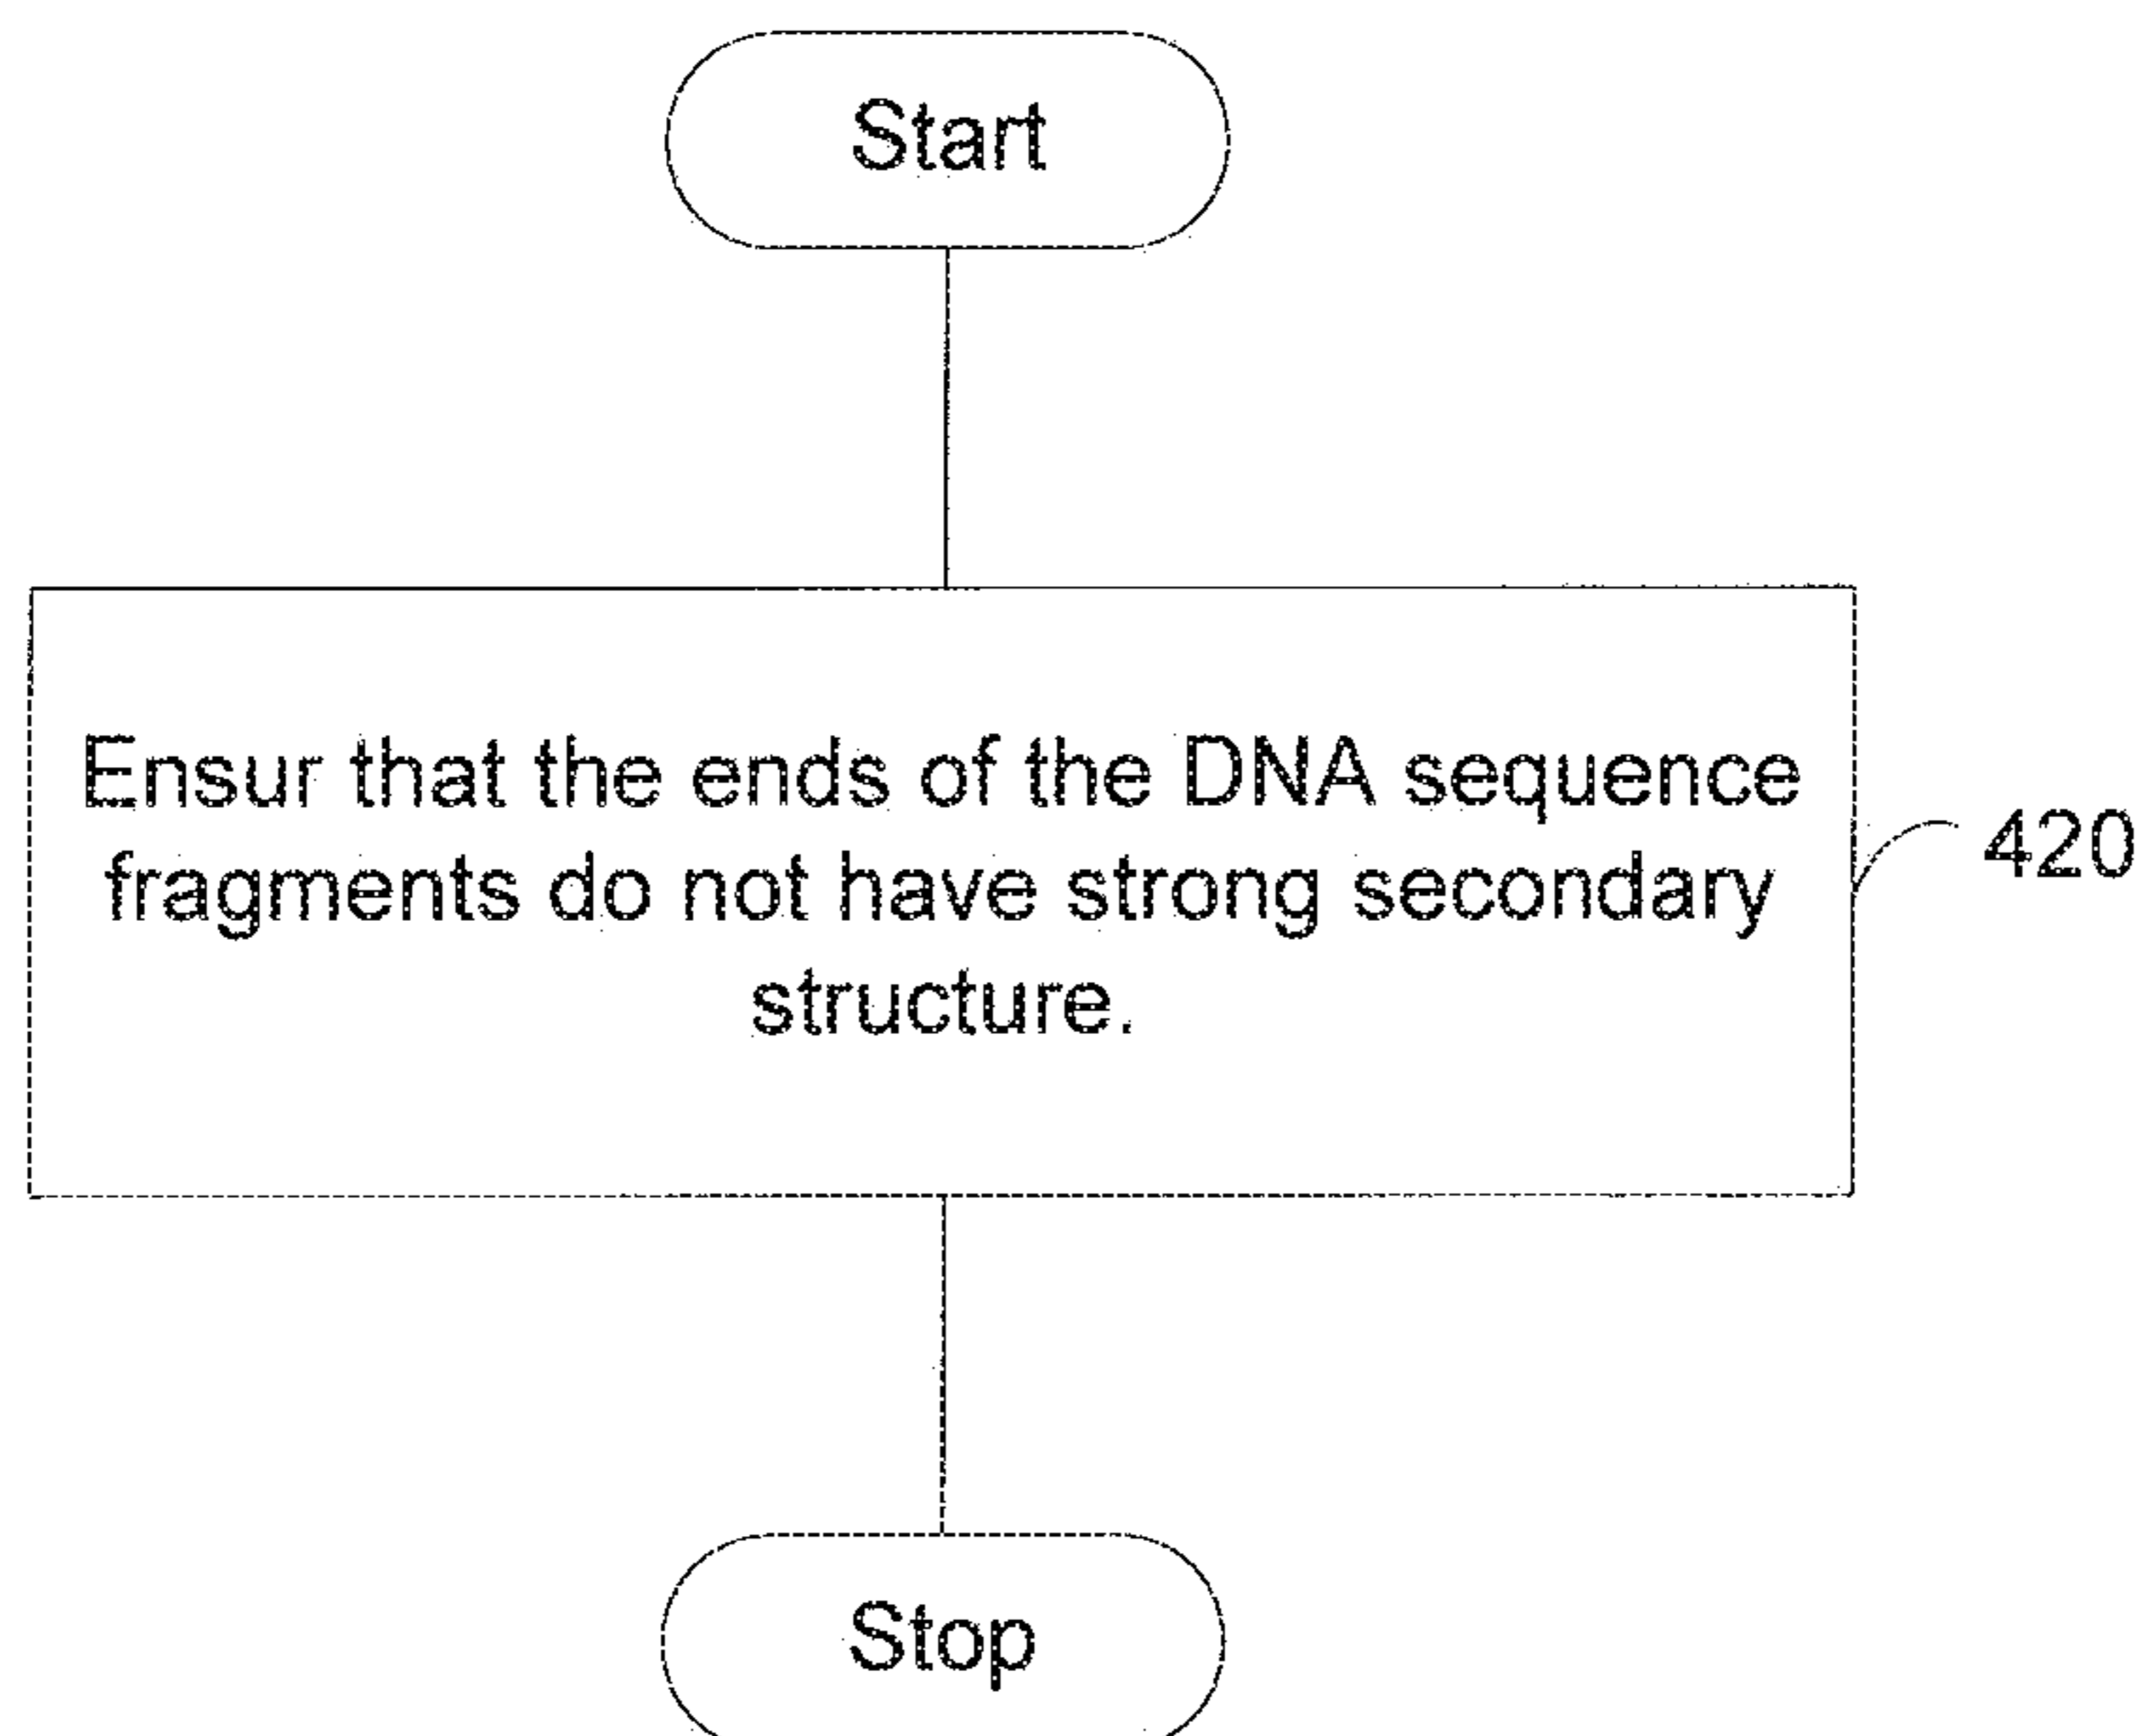 Start
Ensur that the ends of the DNA sequence
fragments do not have strong secondary
structure.
420
Stop